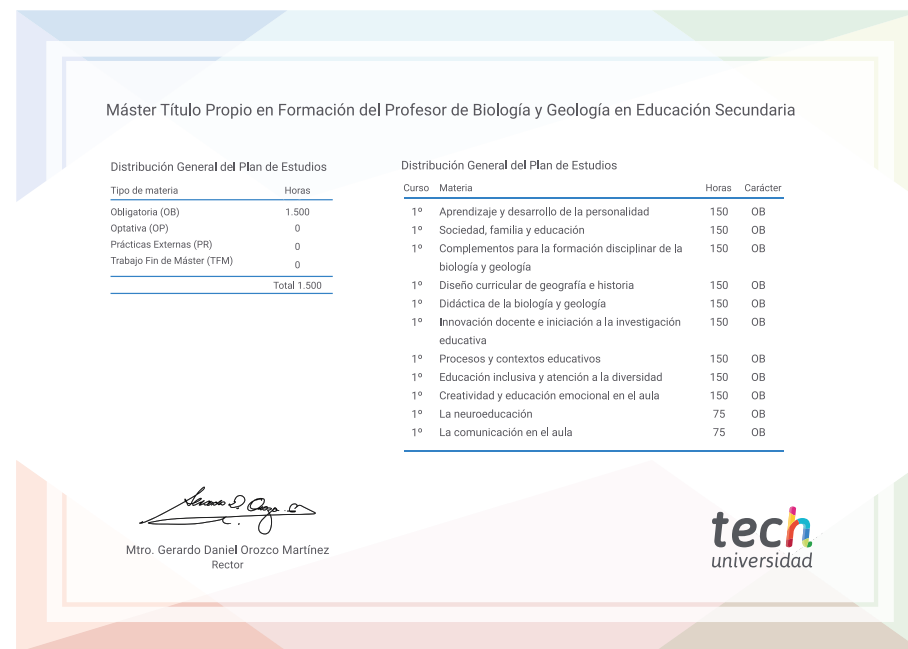 Máster Título Propio en Formación del Profesor de Biología y Geología en Educación Secundaria
Distribución General del Plan de Estudios
Tipo de materia Horas
Obligatoria (OB) 1.500
Optativa (OP) 0
Prácticas Externas (PR) 0
Trabajo Fin de Máster (TFM) 0
Total 1.500
Distribución General del Plan de Estudios
Curso Materia Horas Carácter
1º Aprendizaje y desarrollo de la personalidad 150 OB
1º Sociedad, familia y educación 150 OB
1º Complementos para la formación disciplinar de la 150 OB
biología y geología
1º Diseño curricular de geografía e historia 150 OB
1º Didáctica de la biología y geología 150 OB
1º Innovación docente e iniciación a la investigación 150 OB
educativa
1º Procesos y contextos educativos 150 OB
1º Educación inclusiva y atención a la diversidad 150 OB
1º Creatividad y educación emocional en el aula 150 OB
1º La neuroeducación 75 OB
1º La comunicación en el aula 75 OB
Mtro. Gerardo Daniel Orozco Martínez
Rector
tech
universidad